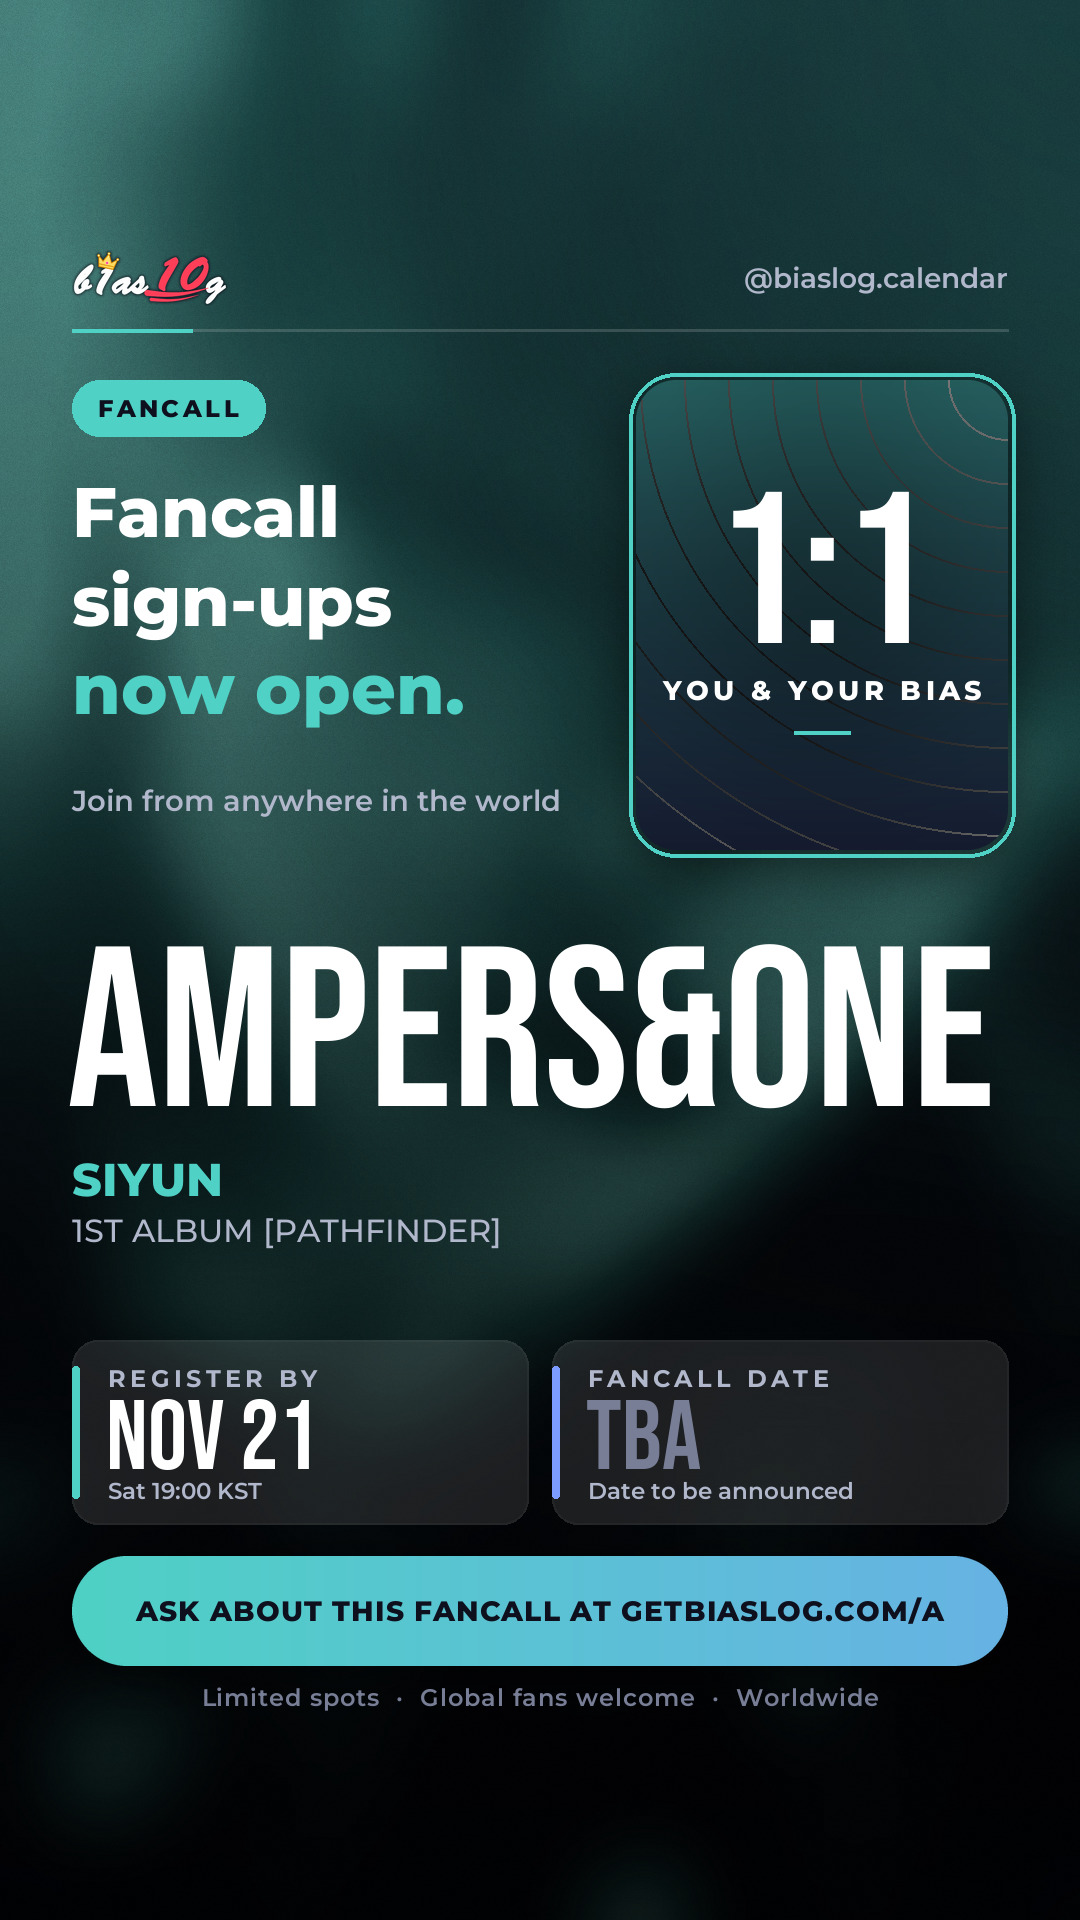 b1as10g
@biaslog.calendar
FANCALL
Fancall
sign-ups
now open.
Join from anywhere in the world
1:1
YOU & YOUR BIAS
AMPERS&ONE
SIYUN
1ST ALBUM [PATHFINDER]
REGISTER BY
NOV 21
Sat 19:00 KST
FANCALL DATE
TBA
Date to be announced
ASK ABOUT THIS FANCALL AT GETBIASLOG.COM/A
Limited spots · Global fans welcome · Worldwide